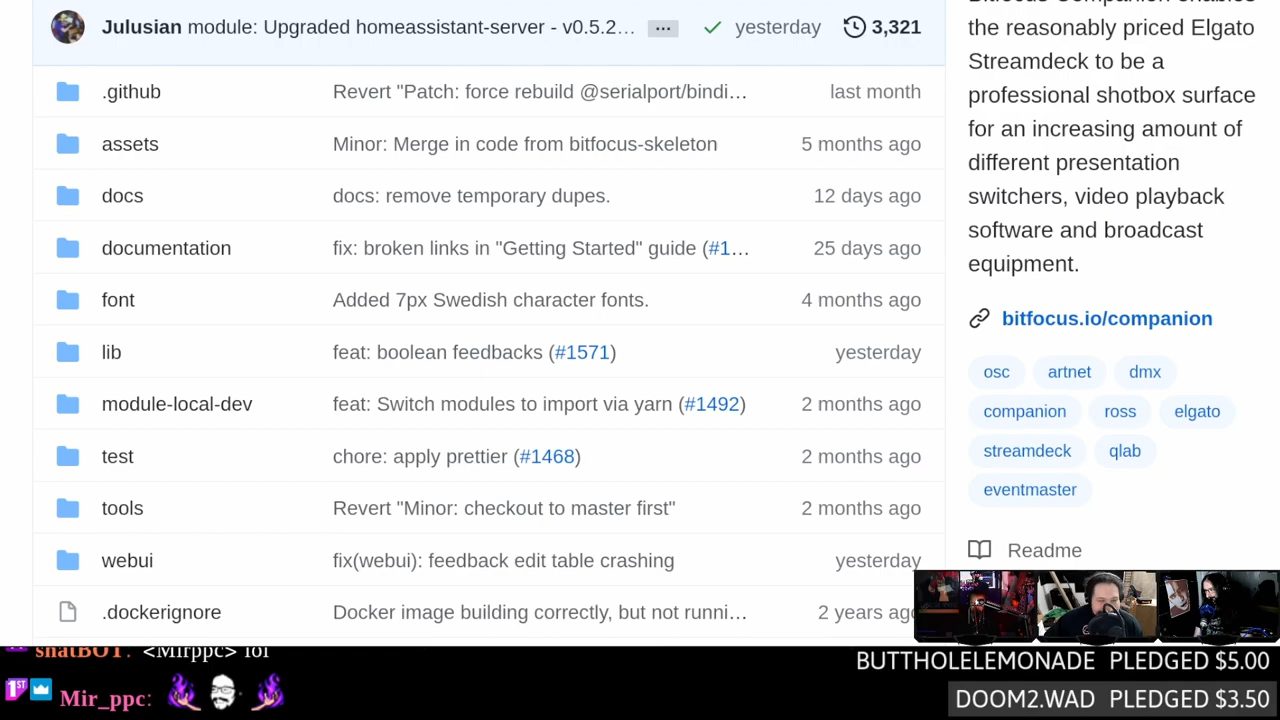 Bitfocus Companion enables
the reasonably priced Elgato
Streamdeck to be a
professional shotbox surface
for an increasing amount of
different presentation
switchers, video playback
software and broadcast
equipment.
bitfocus.io/companion
osc artnet dmx
companion ross elgato
streamdeck qlab
eventmaster
Readme
Julusian module: Upgraded homeassistant-server - v0.5.2… ... yesterday 3,321
.github Revert "Patch: force rebuild @serialport/bindi… last month
assets Minor: Merge in code from bitfocus-skeleton 5 months ago
docs docs: remove temporary dupes. 12 days ago
documentation fix: broken links in "Getting Started" guide (#1… 25 days ago
font Added 7px Swedish character fonts. 4 months ago
lib feat: boolean feedbacks (#1571) yesterday
module-local-dev feat: Switch modules to import via yarn (#1492) 2 months ago
test chore: apply prettier (#1468) 2 months ago
tools Revert "Minor: checkout to master first" 2 months ago
webui fix(webui): feedback edit table crashing yesterday
.dockerignore Docker image building correctly, but not runni… 2 years ago
snatBOT: <Mirppc> lol
1ST Mir_ppc:
BUTTHOLELEMONADE PLEDGED $5.00
DOOM2.WAD PLEDGED $3.50